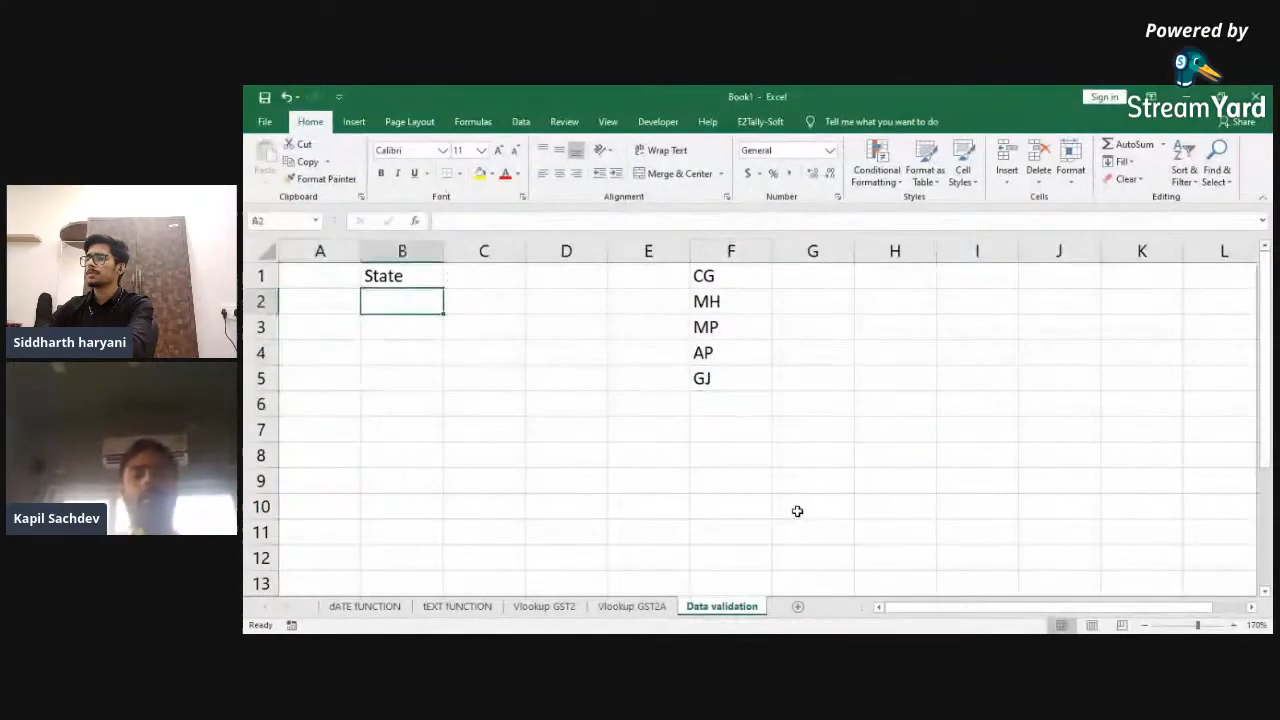 Powered by
StreamYard
Book1 - Excel
Sign in
File Home Insert Page Layout Formulas Data Review View Developer Help E2Tally-Soft Tell me what you want to do Share
Paste
Cut
Copy
Format Painter
Clipboard
Calibri 11
B I U
Font
Wrap Text
Merge & Center
Alignment
General
$ % ,
Number
Conditional Formatting
Format as Table
Cell Styles
Styles
Insert Delete Format
Cells
AutoSum
Fill
Clear
Sort & Filter
Find & Select
Editing
A2
fx
A B C D E F G H I J K L
1 State CG
2 MH
3 MP
4 AP
5 GJ
6
7
8
9
10
11
12
13
Siddharth haryani
Kapil Sachdev
dATE FUNCTION tEXT FUNCTION Vlookup GST2 Vlookup GST2A Data validation
Ready
170%